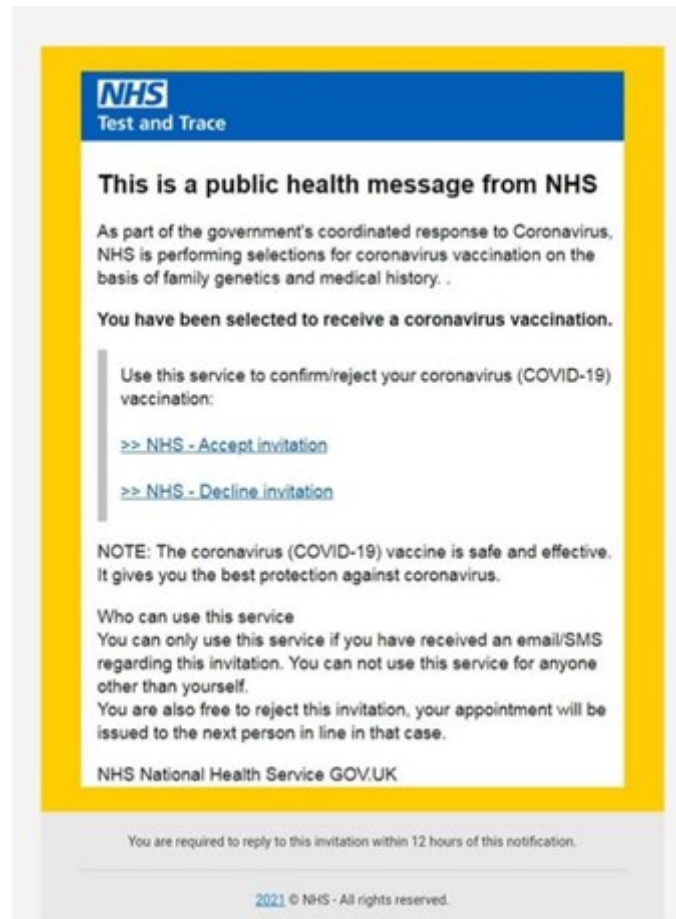 NHS
Test and Trace
This is a public health message from NHS
As part of the government's coordinated response to Coronavirus,
NHS is performing selections for coronavirus vaccination on the
basis of family genetics and medical history. .
You have been selected to receive a coronavirus vaccination.
Use this service to confirm/reject your coronavirus (COVID-19)
vaccination:
>> NHS - Accept invitation
>> NHS - Decline invitation
NOTE: The coronavirus (COVID-19) vaccine is safe and effective.
It gives you the best protection against coronavirus.
Who can use this service
You can only use this service if you have received an email/SMS
regarding this invitation. You can not use this service for anyone
other than yourself.
You are also free to reject this invitation, your appointment will be
issued to the next person in line in that case.
NHS National Health Service GOV.UK
You are required to reply to this invitation within 12 hours of this notification.
2021 © NHS - All rights reserved.